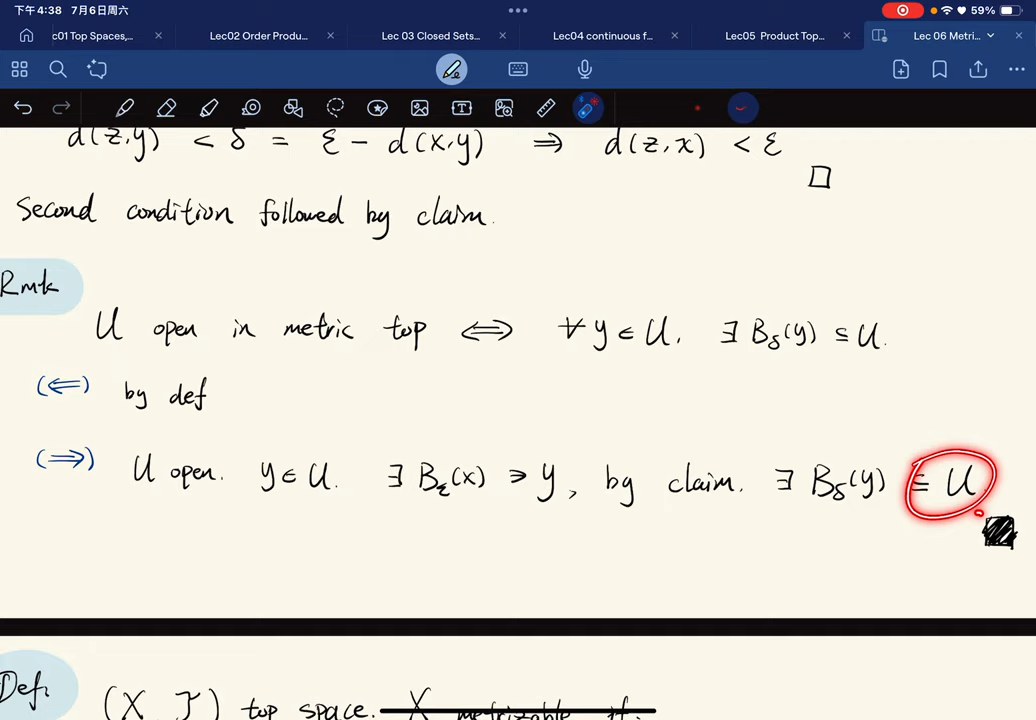 下午4:38 7月6日周六
59%
c01 Top Spaces,...
Lec02 Order Produ...
Lec 03 Closed Sets...
Lec04 continuous f...
Lec05 Product Top...
Lec 06 Metri...
d(z,y) < δ = ε - d(x,y) ⇒ d(z,x) < ε
□
Second condition followed by claim.
Rmk
U open in metric top ⟺ ∀ y ∈ U, ∃ B_δ(y) ⊆ U.
(⇐) by def
(⇒) U open. y ∈ U. ∃ B_ε(x) ∋ y, by claim. ∃ B_δ(y) ⊆ U.
Def:
(X, T) top space. X metrizable if